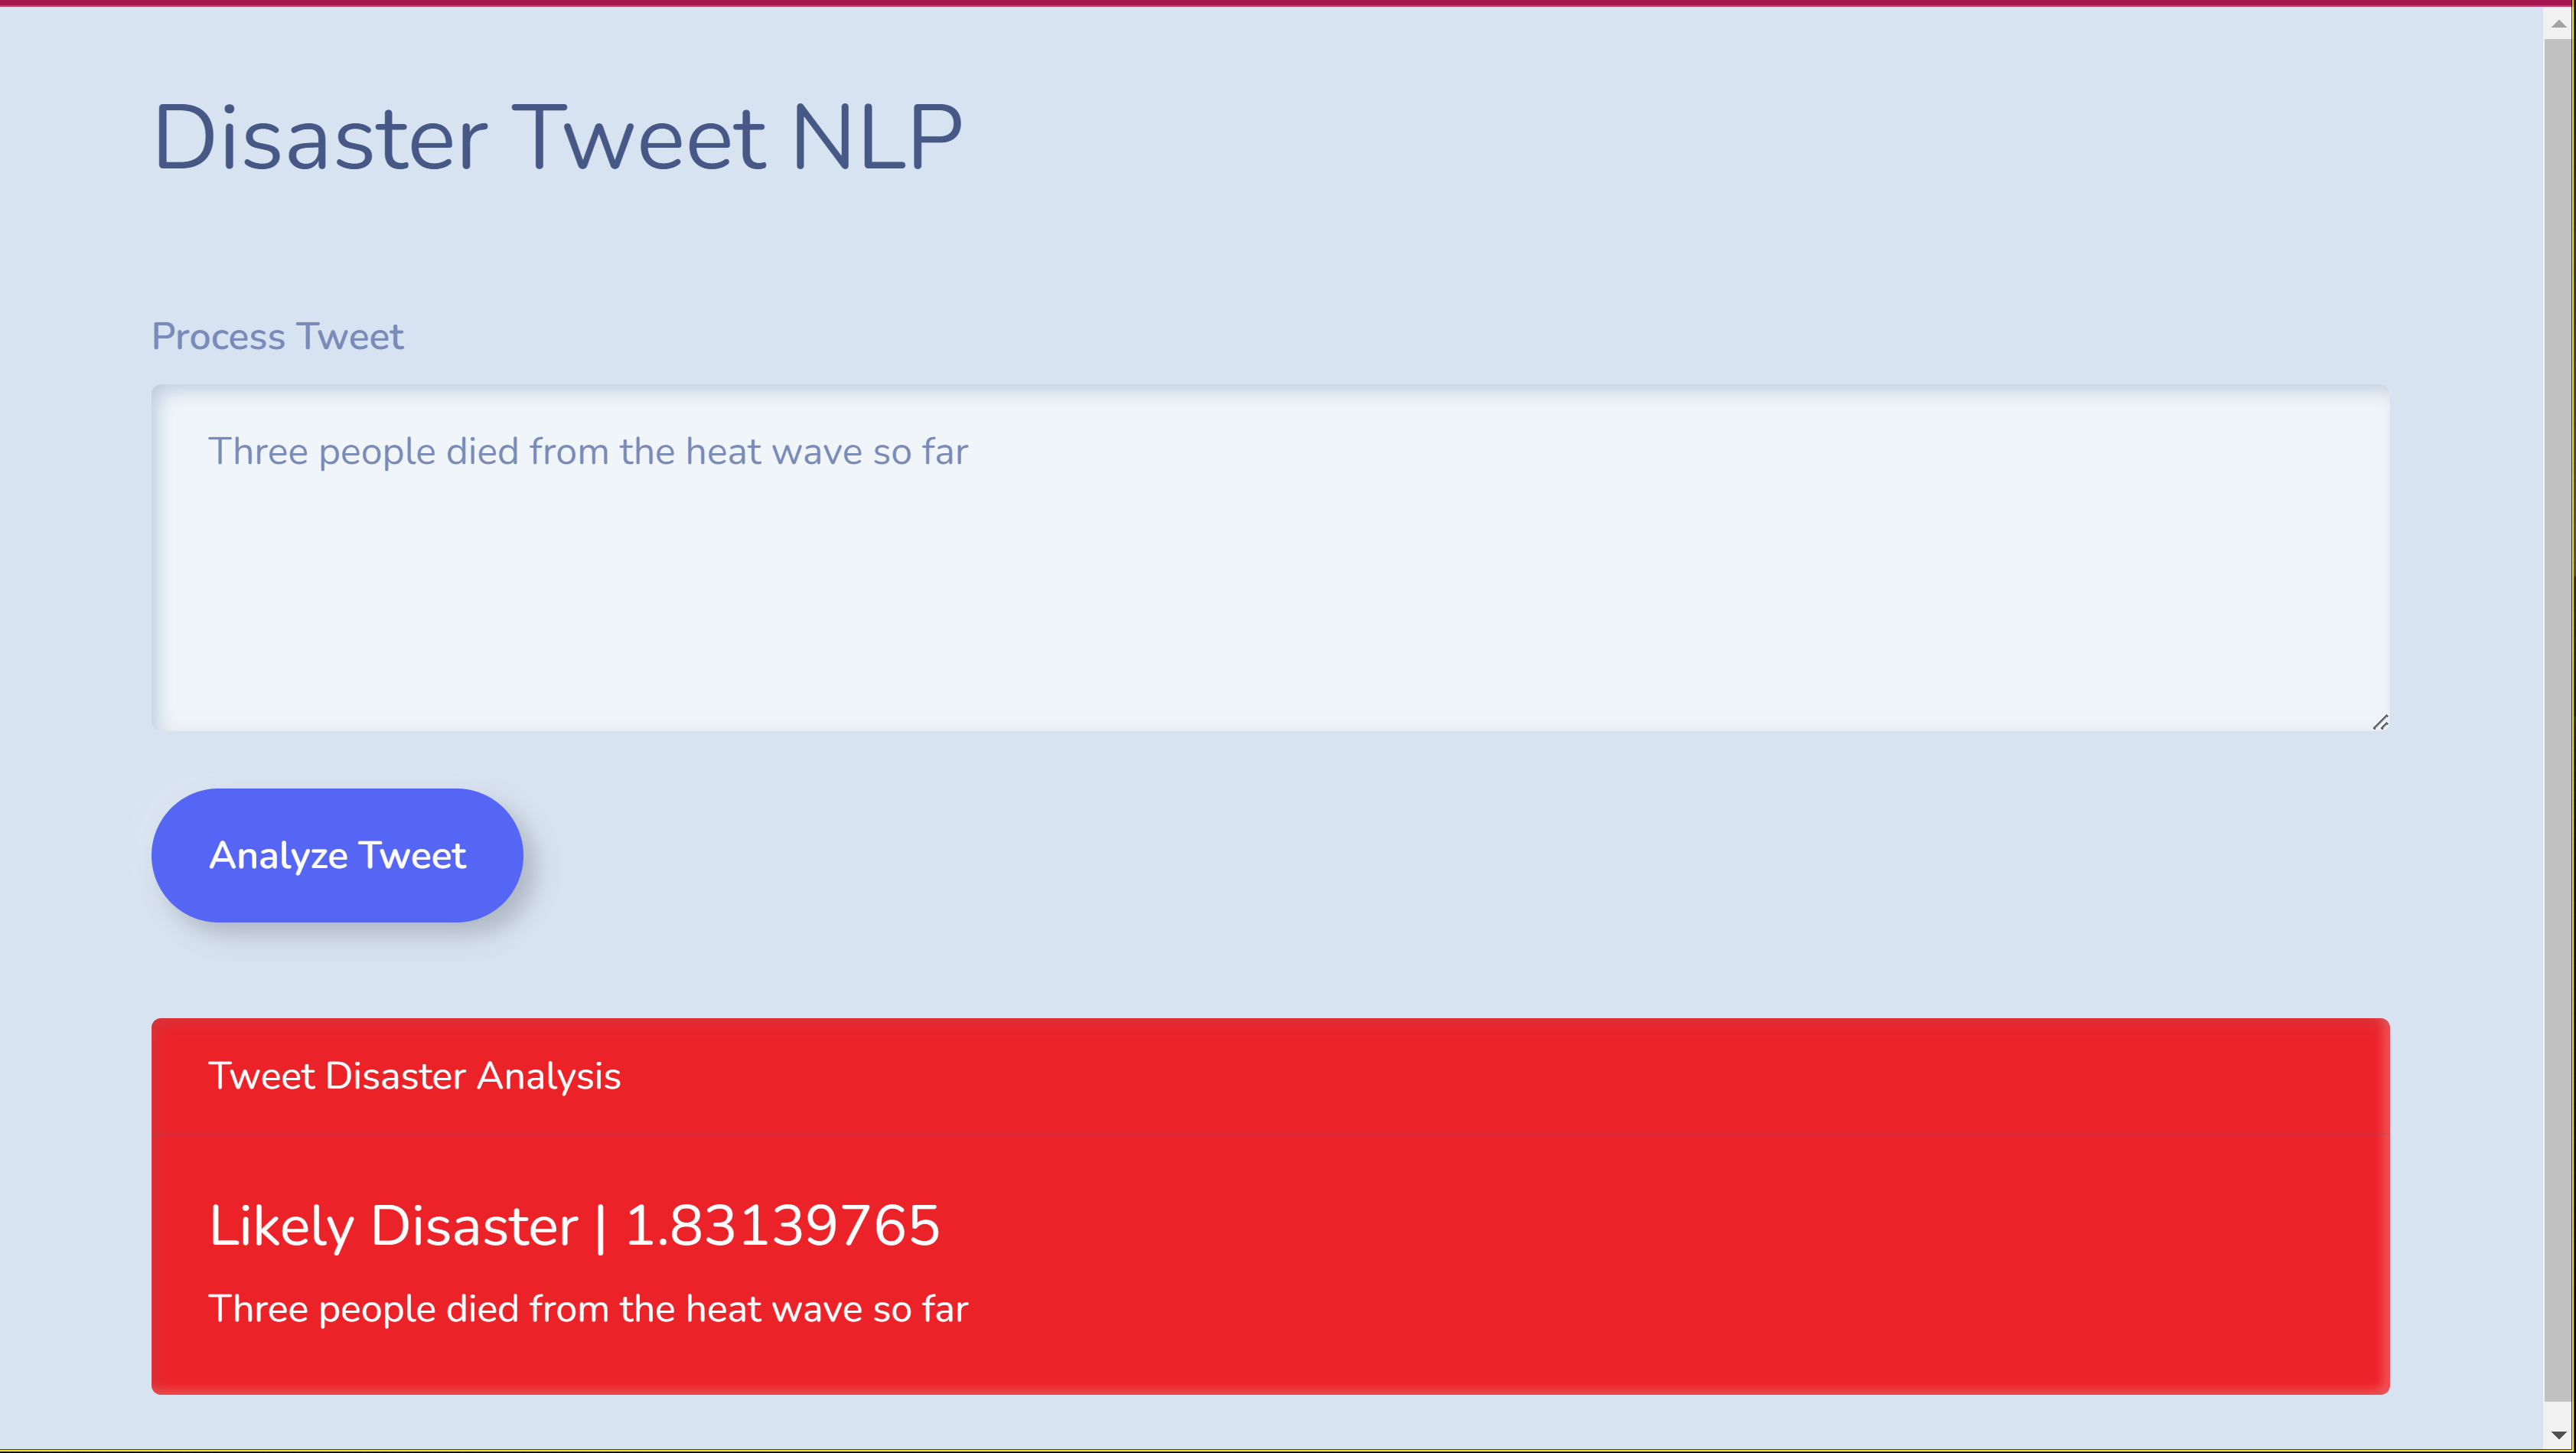 Disaster Tweet NLP
Process Tweet
Three people died from the heat wave so far
Analyze Tweet
Tweet Disaster Analysis
Likely Disaster | 1.83139765
Three people died from the heat wave so far